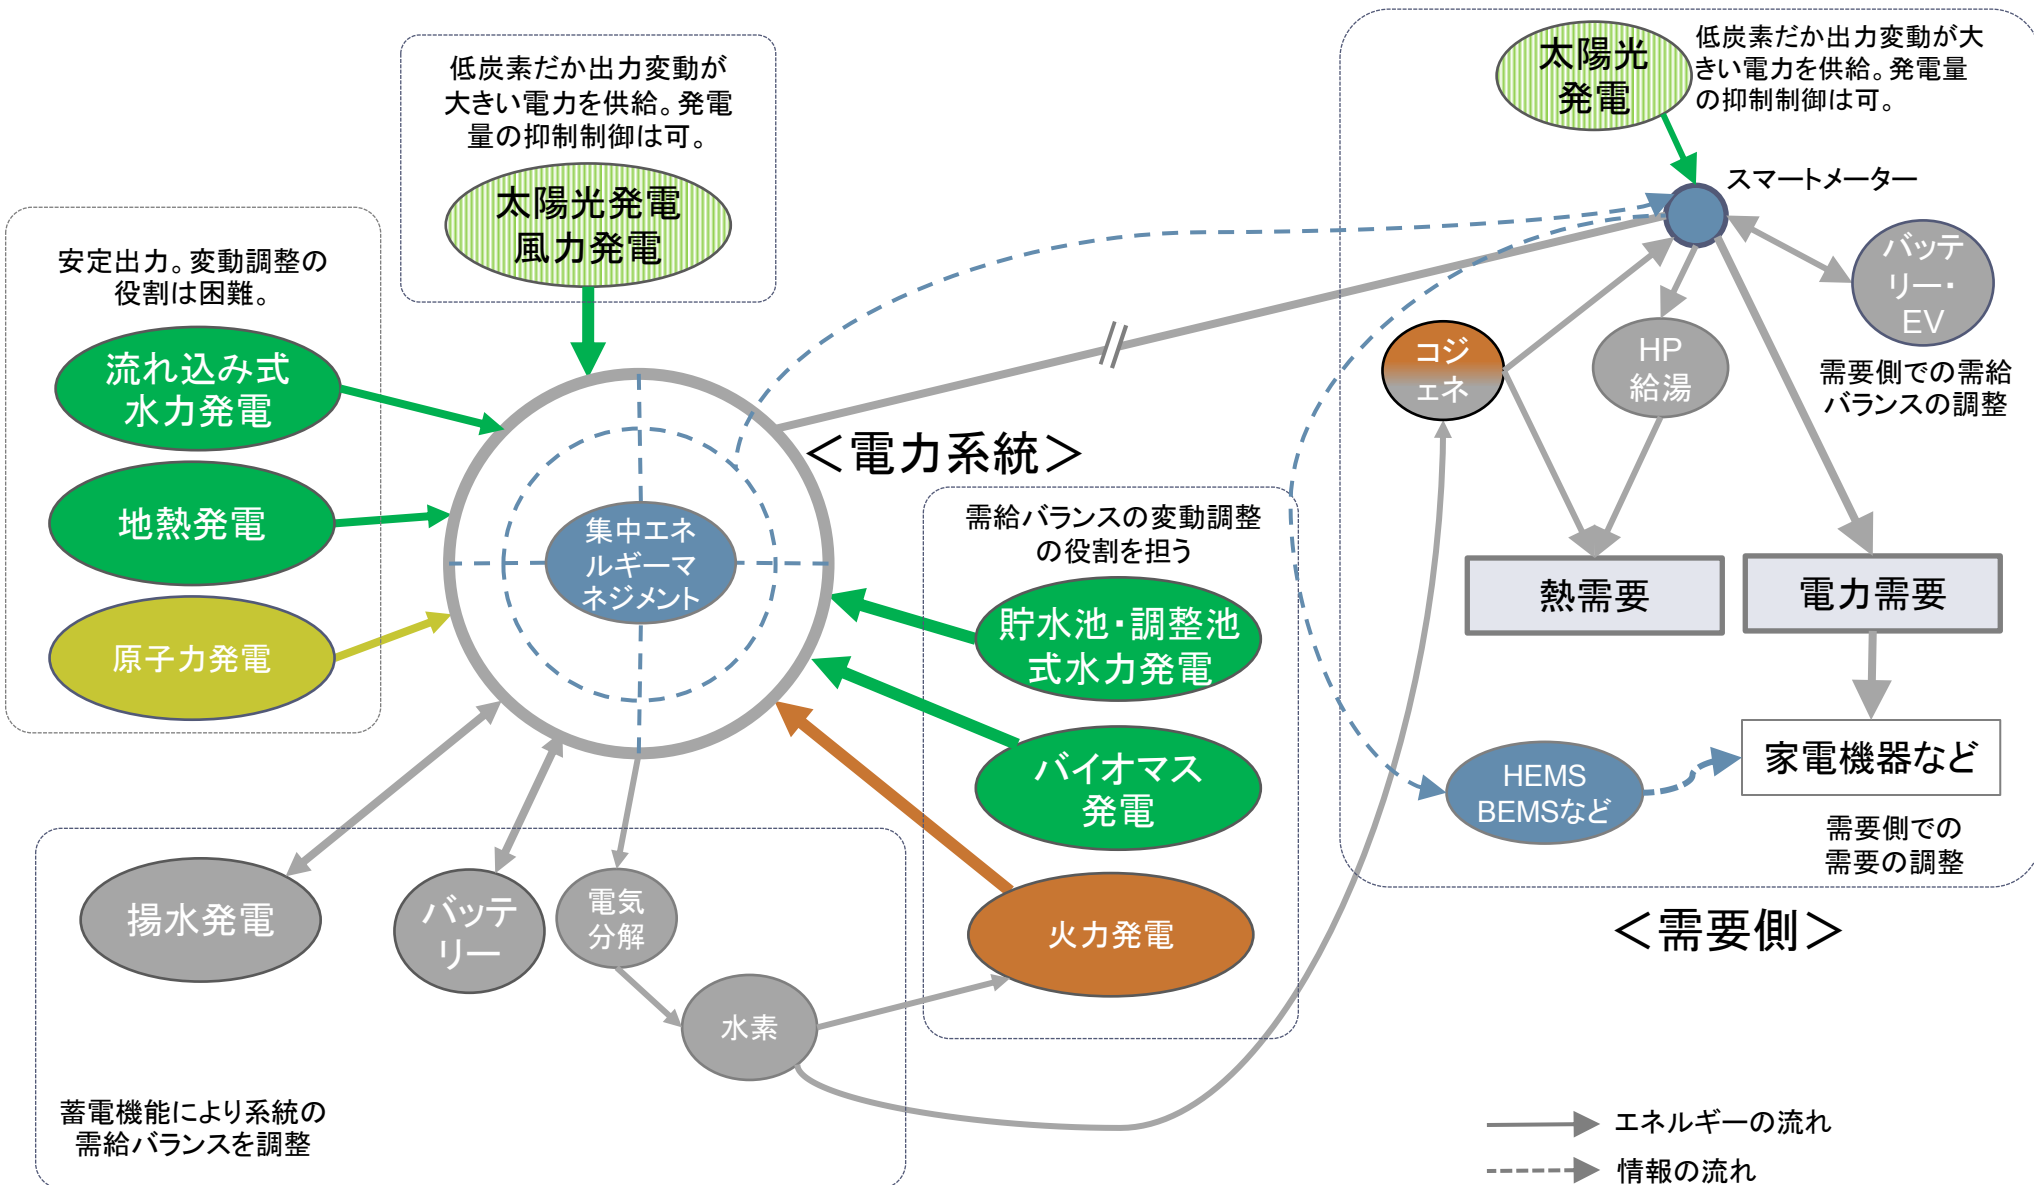 低炭素だか出力変動が
大きい電力を供給。発電
量の抑制制御は可。
太陽光発電
風力発電
安定出力。変動調整の
役割は困難。
流れ込み式
水力発電
地熱発電
原子力発電
集中エネ
ルギーマ
ネジメント
＜電力系統＞
需給バランスの変動調整
の役割を担う
貯水池・調整池
式水力発電
バイオマス
発電
火力発電
揚水発電
バッテ
リー
電気
分解
水素
蓄電機能により系統の
需給バランスを調整
太陽光
発電
低炭素だか出力変動が大
きい電力を供給。発電量
の抑制制御は可。
スマートメーター
バッテ
リー・
EV
コジ
ェネ
HP
給湯
需要側での需給
バランスの調整
熱需要
電力需要
HEMS
BEMSなど
家電機器など
需要側での
需要の調整
＜需要側＞
エネルギーの流れ
情報の流れ